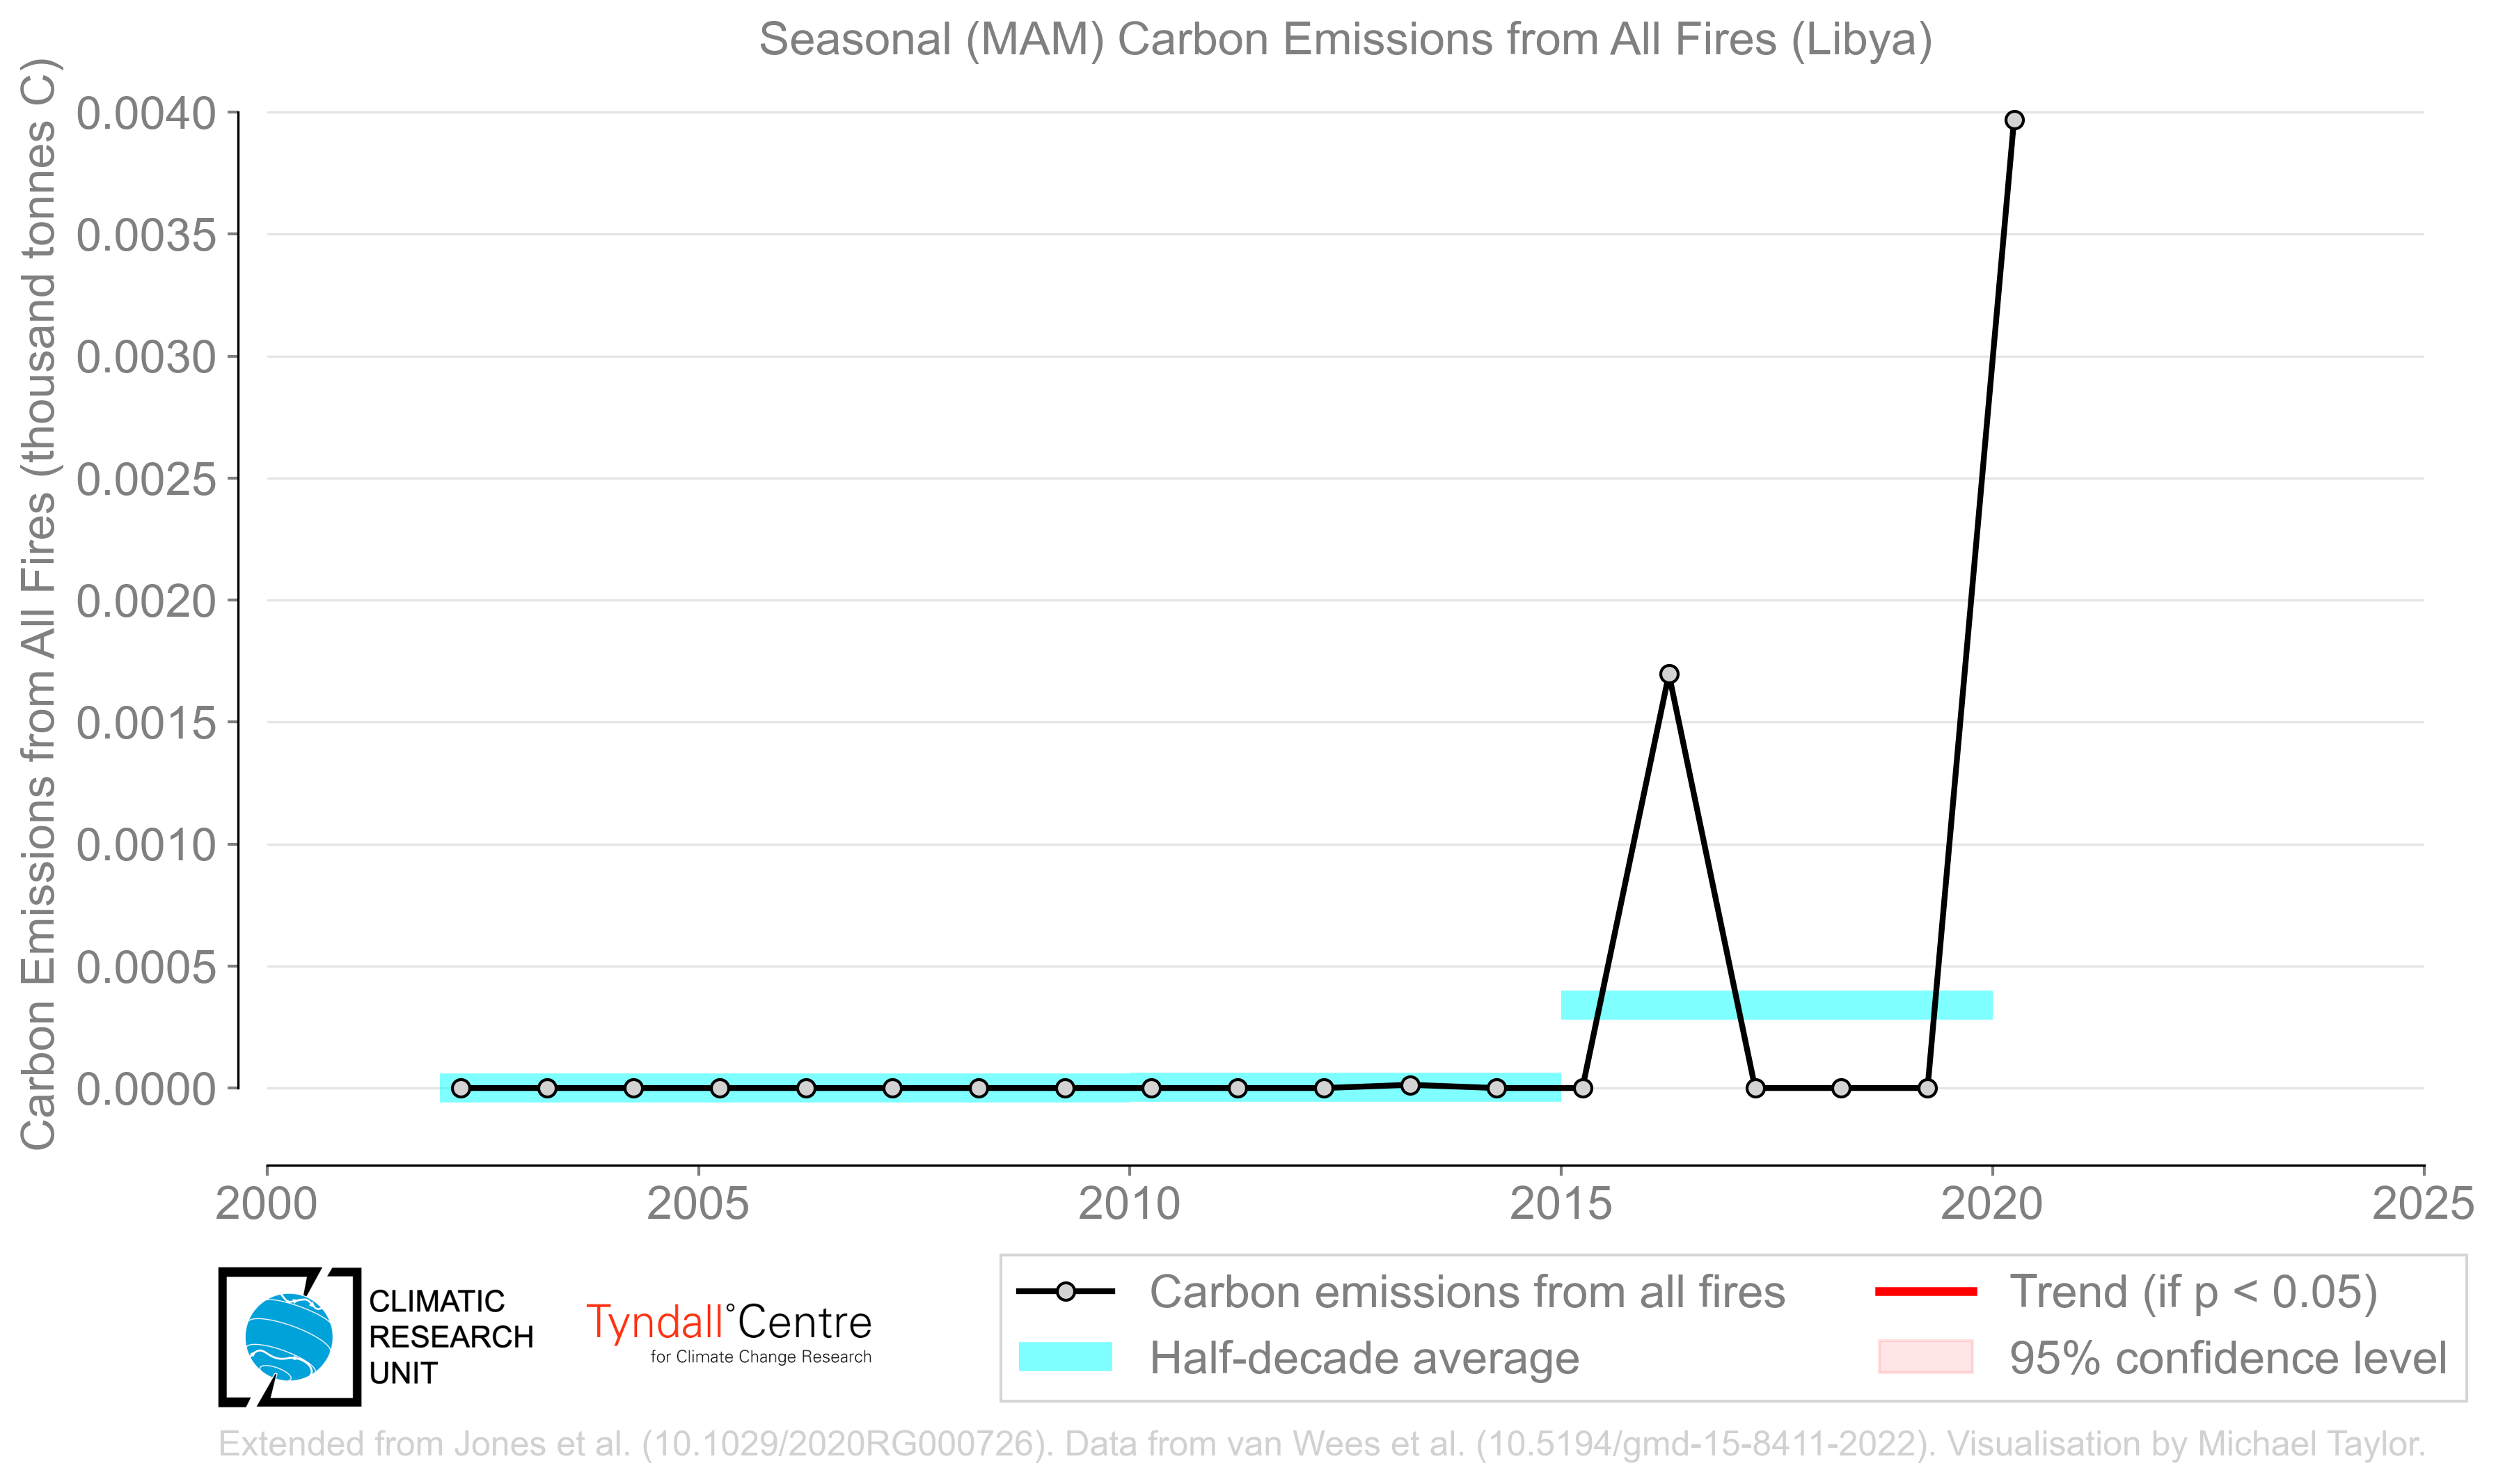 Seasonal (MAM) Carbon Emissions from All Fires (Libya)
Carbon Emissions from All Fires (thousand tonnes C)
0.0040
0.0035
0.0030
0.0025
0.0020
0.0015
0.0010
0.0005
0.0000
2000 2005 2010 2015 2020 2025
CLIMATIC
RESEARCH
UNIT
Tyndall°Centre
for Climate Change Research
Carbon emissions from all fires
Half-decade average
Trend (if p < 0.05)
95% confidence level
Extended from Jones et al. (10.1029/2020RG000726). Data from van Wees et al. (10.5194/gmd-15-8411-2022). Visualisation by Michael Taylor.